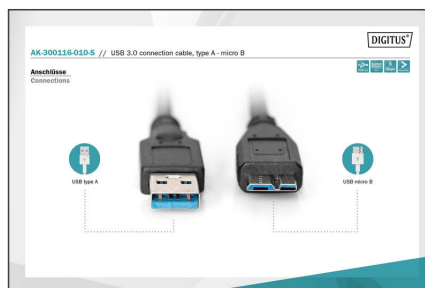 DIGITUS®
AK-300116-010-S // USB 3.0 connection cable, type A - micro B
Anschlüsse
Connections
USB type A
USB micro B